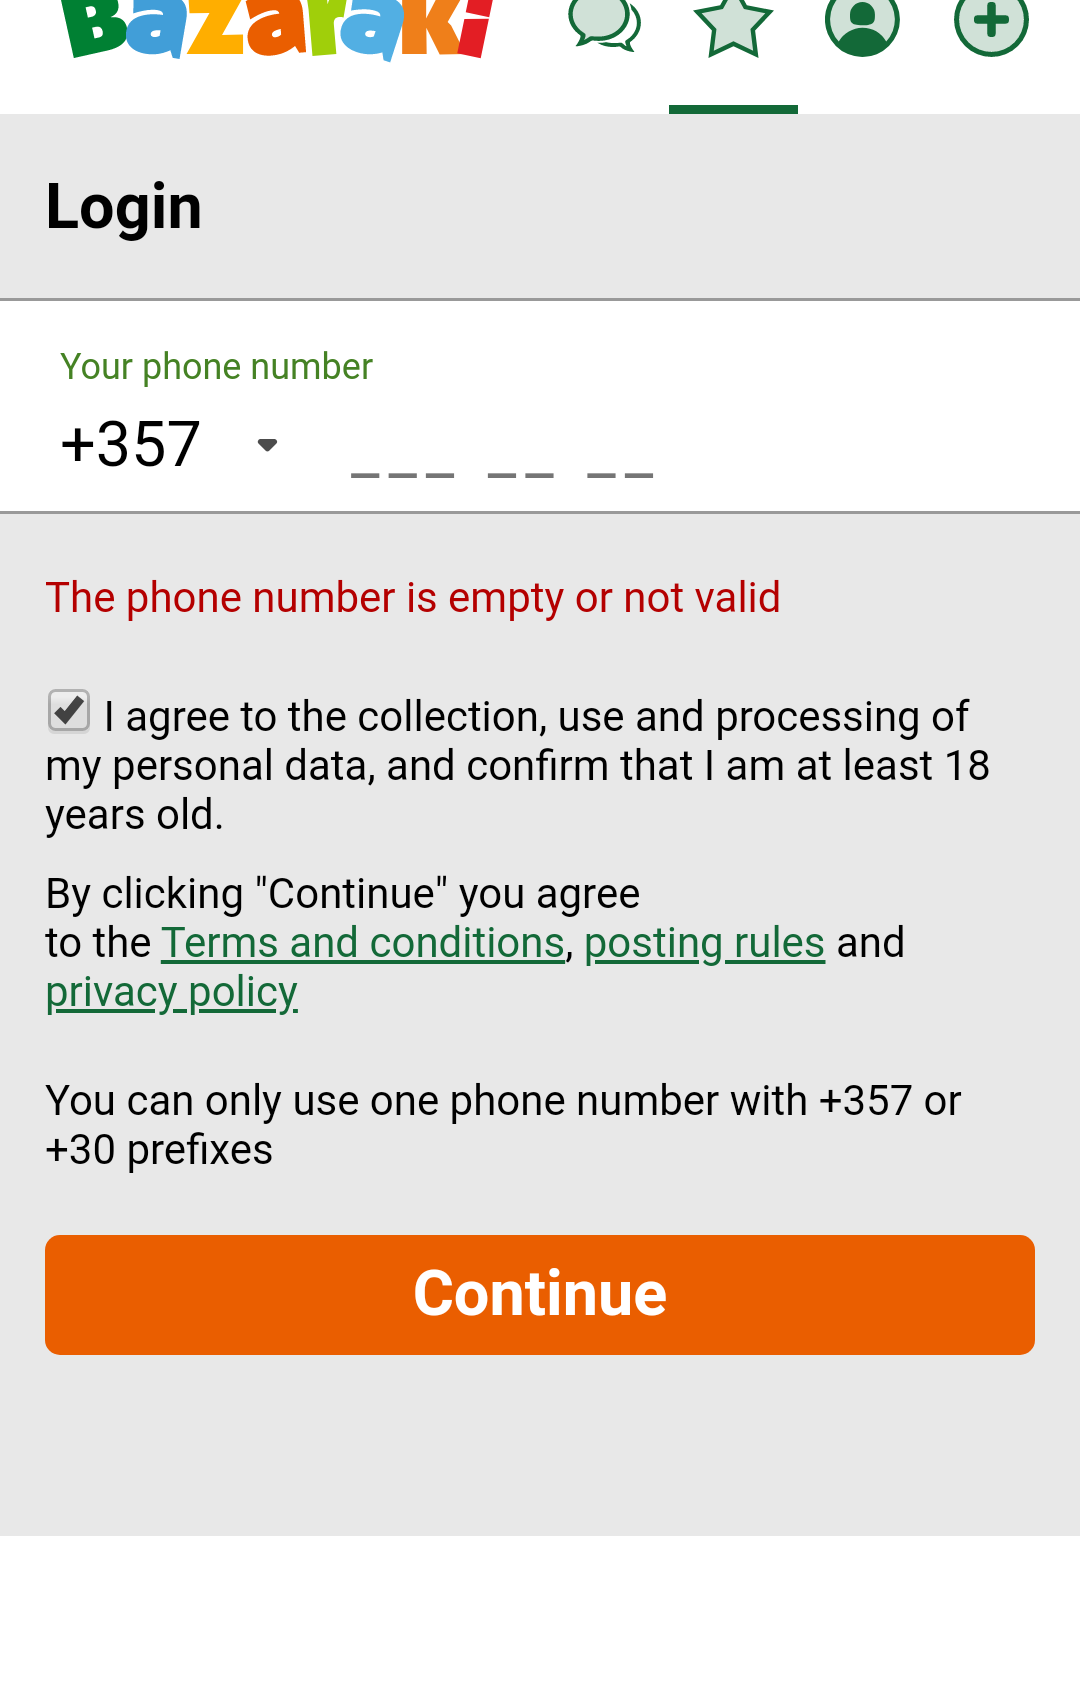 Bazaraki
Login
Your phone number
+357 ___ __ __
The phone number is empty or not valid
I agree to the collection, use and processing of
my personal data, and confirm that I am at least 18
years old.
By clicking "Continue" you agree
to the Terms and conditions, posting rules and
privacy policy
You can only use one phone number with +357 or
+30 prefixes
Continue